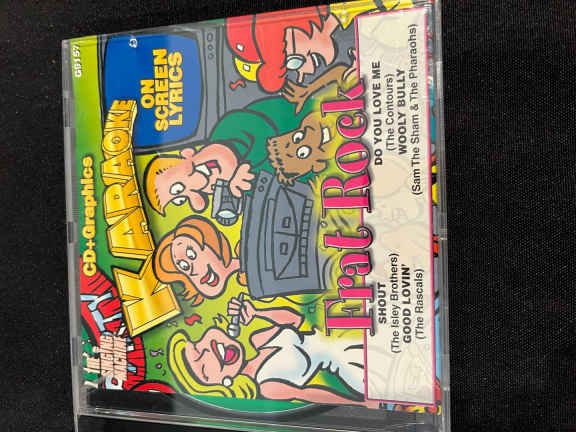 G9157
THE
SINGING
MACHINE
CD+Graphics
KARAOKE
ON
SCREEN
LYRICS
Frat Rock
SHOUT
(The Isley Brothers)
GOOD LOVIN'
(The Rascals)
DO YOU LOVE ME
(The Contours)
WOOLY BULLY
(Sam The Sham & The Pharaohs)